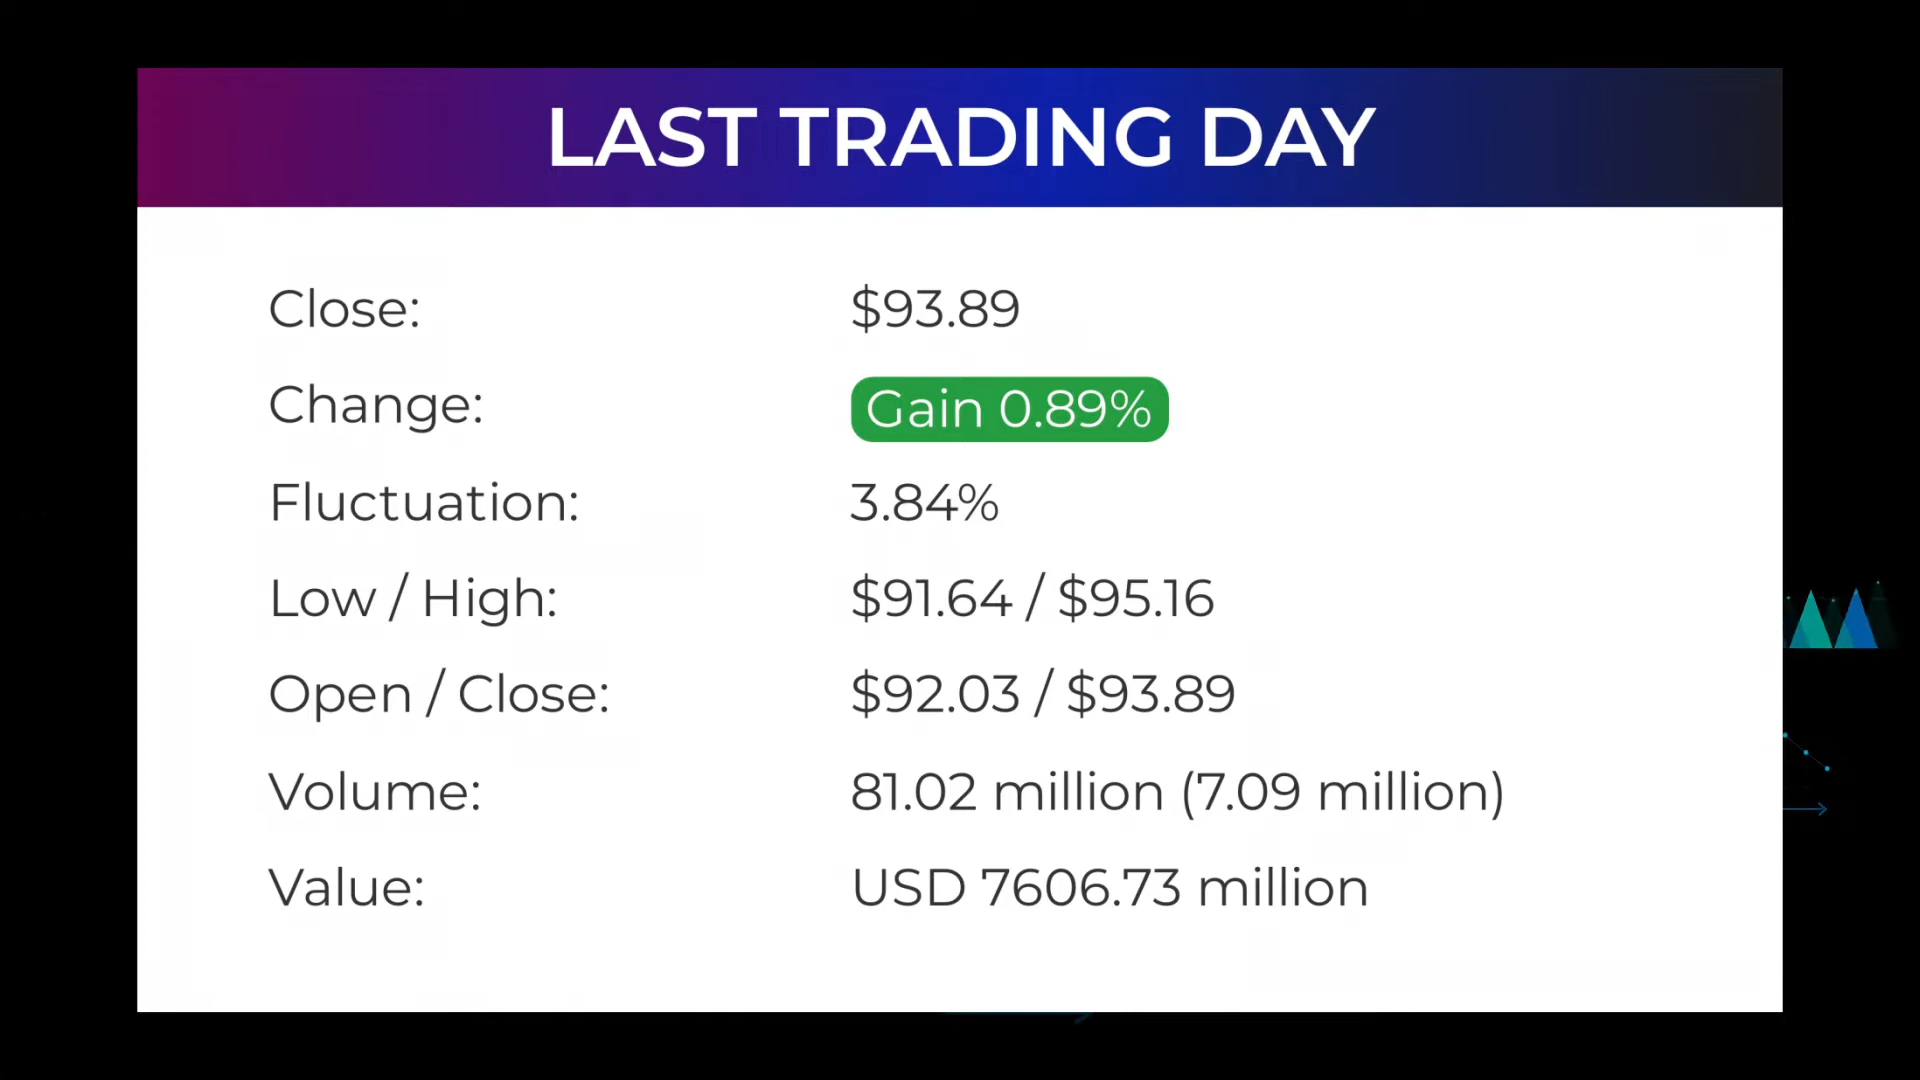 LAST TRADING DAY
Close: $93.89
Change: Gain 0.89%
Fluctuation: 3.84%
Low / High: $91.64 / $95.16
Open / Close: $92.03 / $93.89
Volume: 81.02 million (7.09 million)
Value: USD 7606.73 million